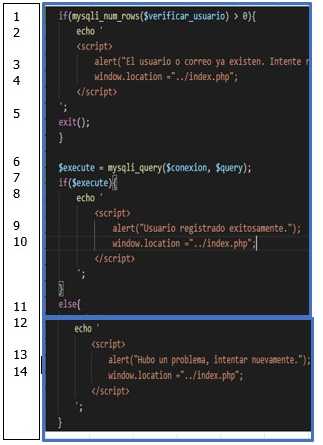 1 if(mysqli_num_rows($verificar_usuario) > 0){
2 echo '
<script>
3 alert("El usuario o correo ya existen. Intente n
4 window.location ="../index.php";
</script>
';
5 exit();
}
6 $execute = mysqli_query($conexion, $query);
7 if($execute){
8 echo '
<script>
9 alert("Usuario registrado exitosamente.");
10 window.location ="../index.php";
</script>
';
}
11 else{
12 echo '
<script>
13 alert("Hubo un problema, intentar nuevamente.");
14 window.location ="../index.php";
</script>
';
}